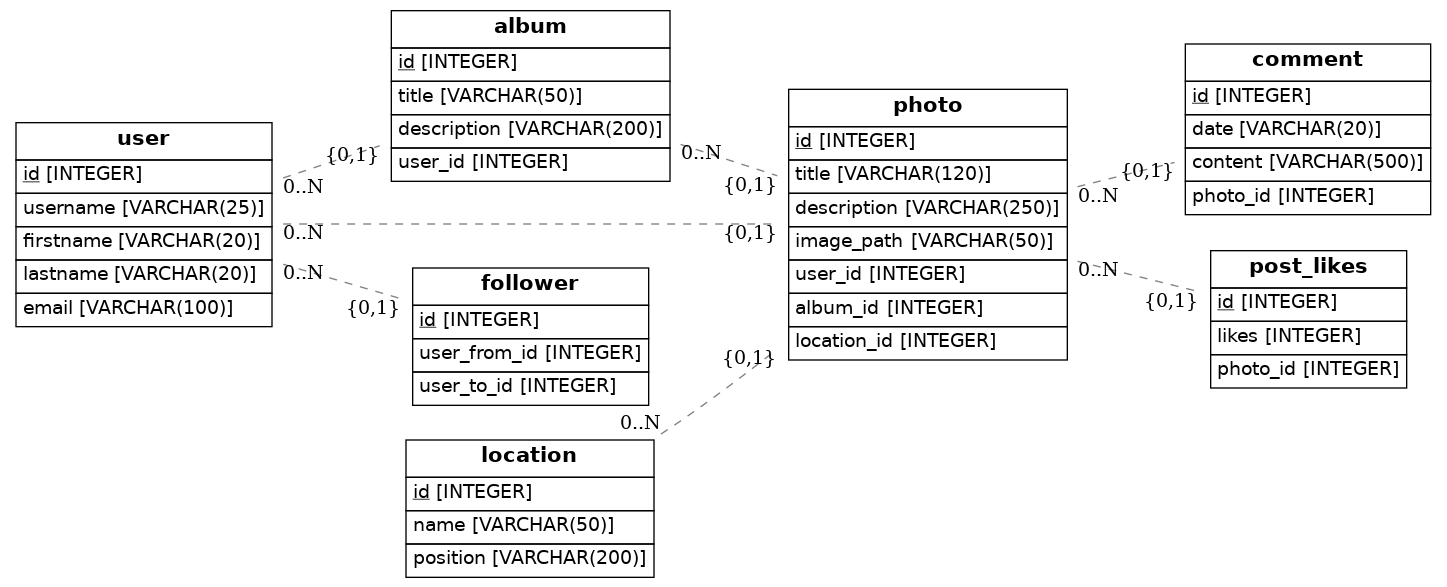 album
id [INTEGER]
title [VARCHAR(50)]
description [VARCHAR(200)]
user_id [INTEGER]
user
id [INTEGER]
username [VARCHAR(25)]
firstname [VARCHAR(20)]
lastname [VARCHAR(20)]
email [VARCHAR(100)]
{0,1}
0..N
0..N
{0,1}
0..N
{0,1}
0..N
{0,1}
follower
id [INTEGER]
user_from_id [INTEGER]
user_to_id [INTEGER]
{0,1}
0..N
location
id [INTEGER]
name [VARCHAR(50)]
position [VARCHAR(200)]
photo
id [INTEGER]
title [VARCHAR(120)]
description [VARCHAR(250)]
image_path [VARCHAR(50)]
user_id [INTEGER]
album_id [INTEGER]
location_id [INTEGER]
{0,1}
0..N
0..N
{0,1}
comment
id [INTEGER]
date [VARCHAR(20)]
content [VARCHAR(500)]
photo_id [INTEGER]
post_likes
id [INTEGER]
likes [INTEGER]
photo_id [INTEGER]